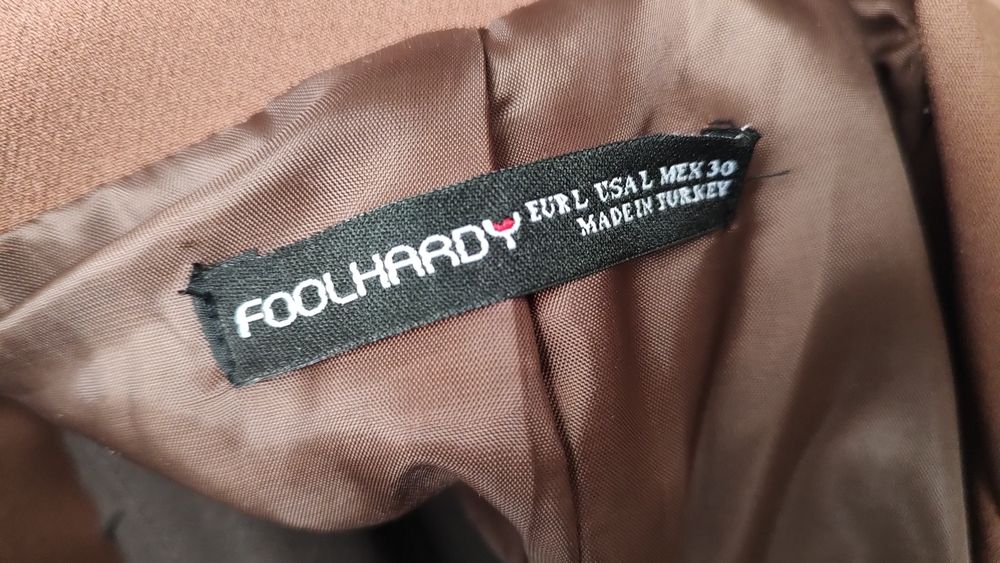 FOOLHARDY
EUR L USA L MEX 30
MADE IN TURKEY